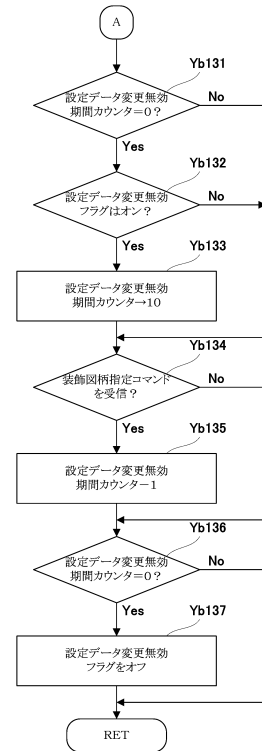 A
Yb131
設定データ変更無効
期間カウンタ=0?
No
Yes
Yb132
設定データ変更無効
フラグはオン?
No
Yes
Yb133
設定データ変更無効
期間カウンター→10
Yb134
装飾図柄指定コマンド
を受信?
No
Yes
Yb135
設定データ変更無効
期間カウンター-1
Yb136
設定データ変更無効
期間カウンタ=0?
No
Yes
Yb137
設定データ変更無効
フラグをオフ
RET